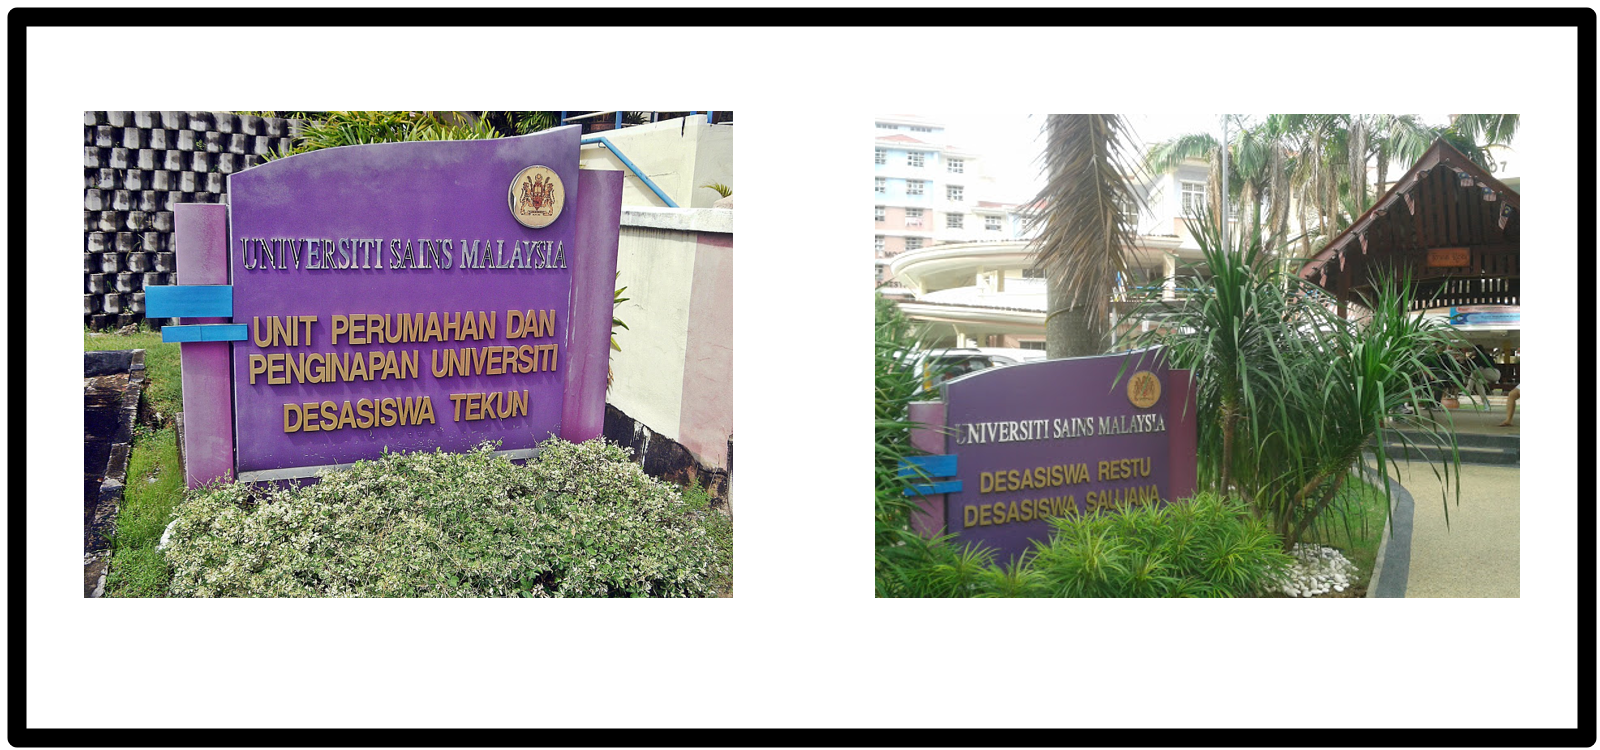 UNIVERSITI SAINS MALAYSIA
UNIT PERUMAHAN DAN
PENGINAPAN UNIVERSITI
DESASISWA TEKUN
UNIVERSITI SAINS MALAYSIA
DESASISWA RESTU
DESASISWA SAUJANA